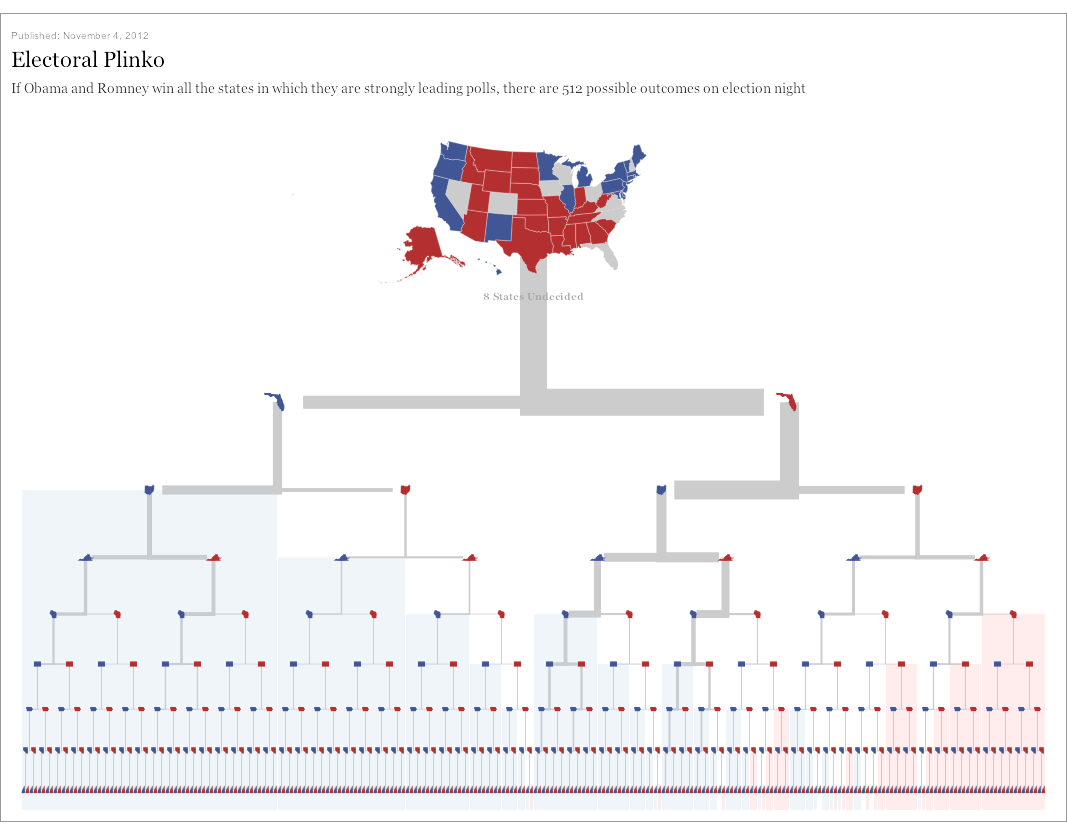 Published: November 4, 2012
Electoral Plinko
If Obama and Romney win all the states in which they are strongly leading polls, there are 512 possible outcomes on election night
8 States Undecided